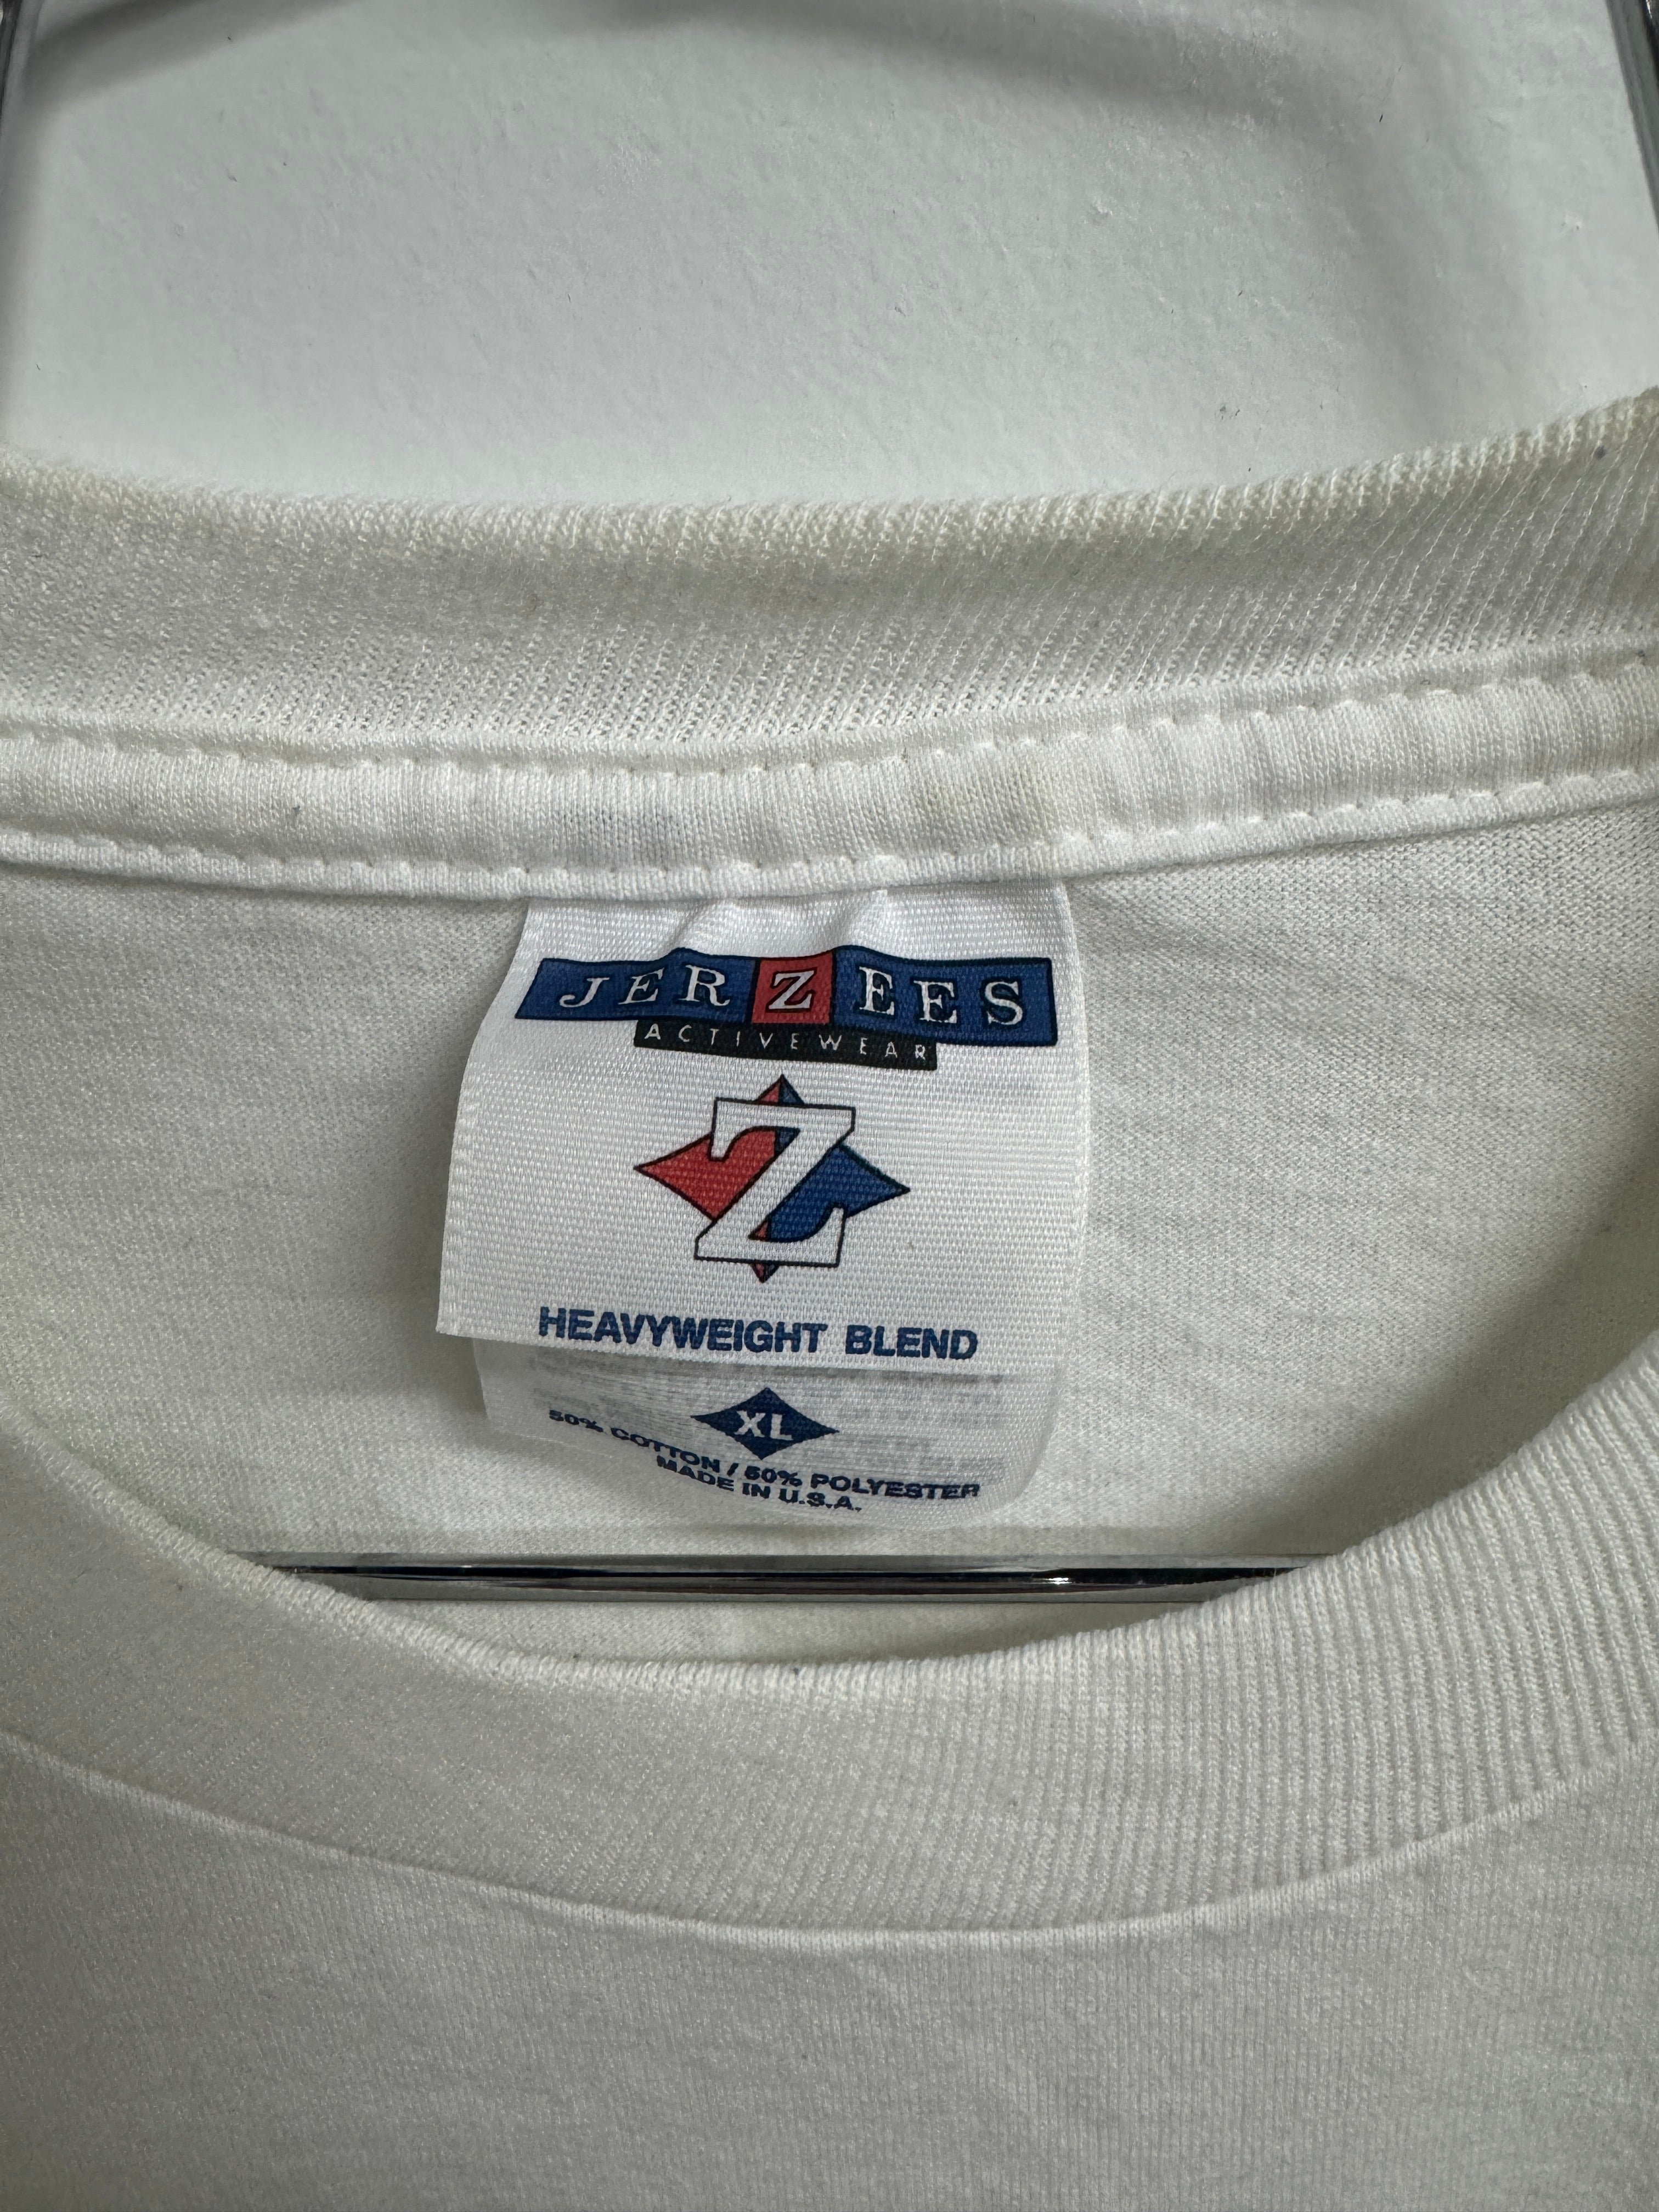 JERZEES
ACTIVEWEAR
Z
HEAVYWEIGHT BLEND
XL
50% COTTON / 50% POLYESTER
MADE IN U.S.A.